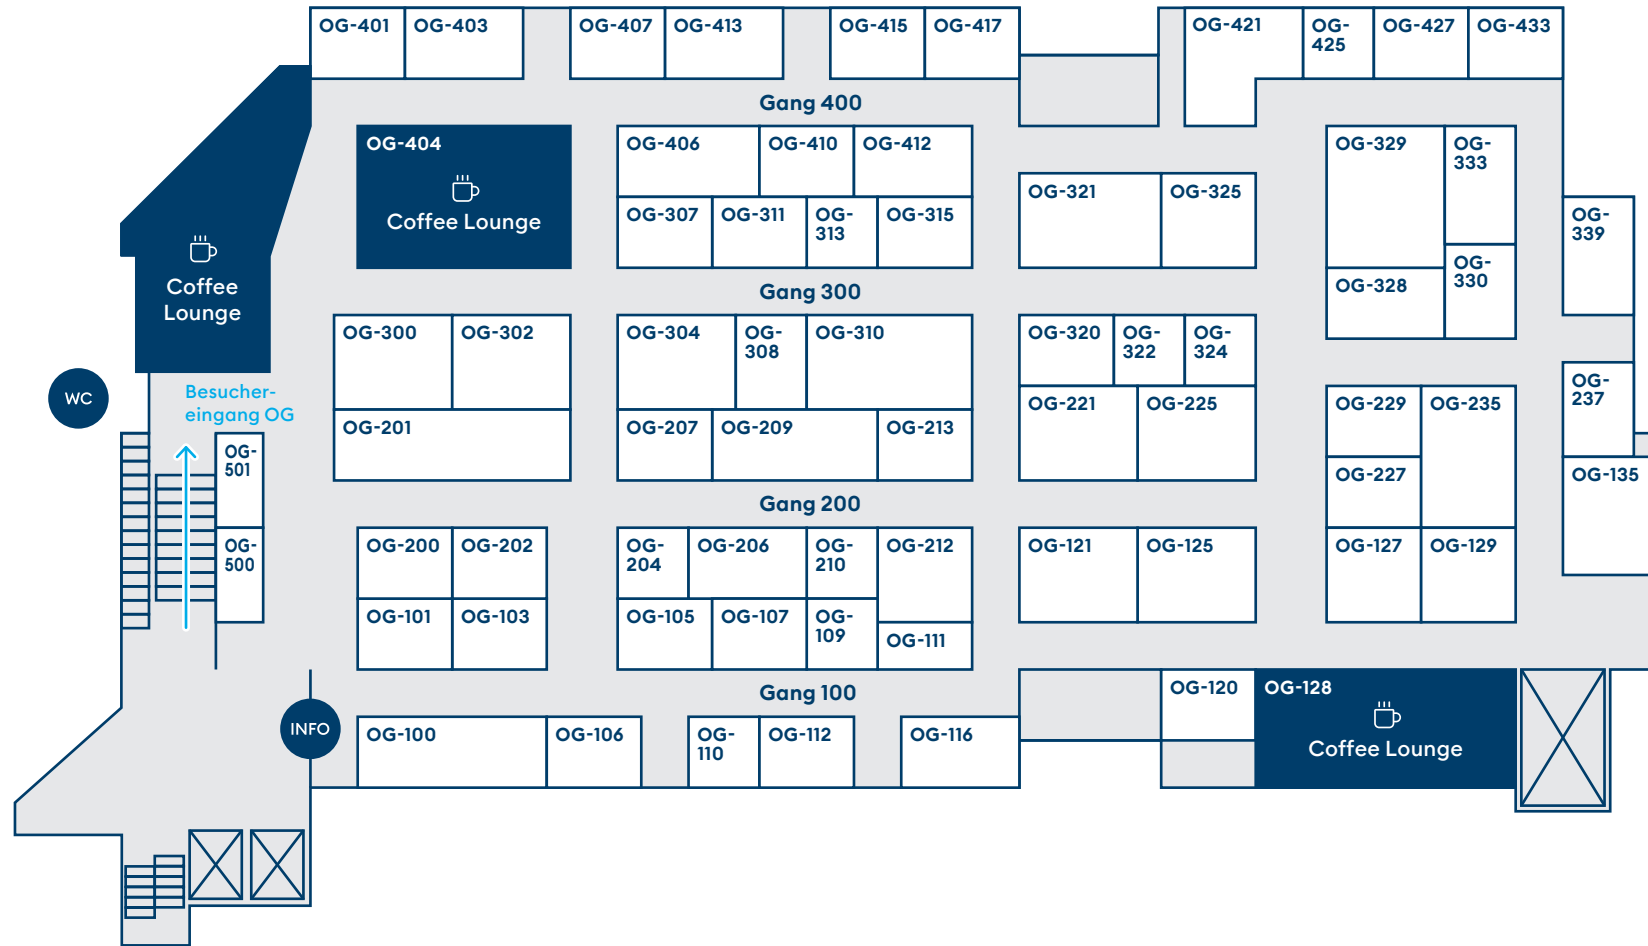 OG-401
OG-403
OG-407
OG-413
OG-415
OG-417
OG-421
OG-
425
OG-427
OG-433
Gang 400
OG-404
Coffee Lounge
OG-406
OG-410
OG-412
OG-329
OG-
333
OG-321
OG-325
OG-307
OG-311
OG-
313
OG-315
OG-
339
Coffee
Lounge
OG-328
OG-
330
Gang 300
OG-300
OG-302
OG-304
OG-
308
OG-310
OG-320
OG-
322
OG-
324
WC
Besucher-
eingang OG
OG-
237
OG-201
OG-207
OG-209
OG-213
OG-221
OG-225
OG-229
OG-235
OG-
501
OG-227
OG-135
Gang 200
OG-
500
OG-200
OG-202
OG-
204
OG-206
OG-
210
OG-212
OG-121
OG-125
OG-127
OG-129
OG-101
OG-103
OG-105
OG-107
OG-
109
OG-111
Gang 100
OG-120
OG-128
Coffee Lounge
INFO
OG-100
OG-106
OG-
110
OG-112
OG-116